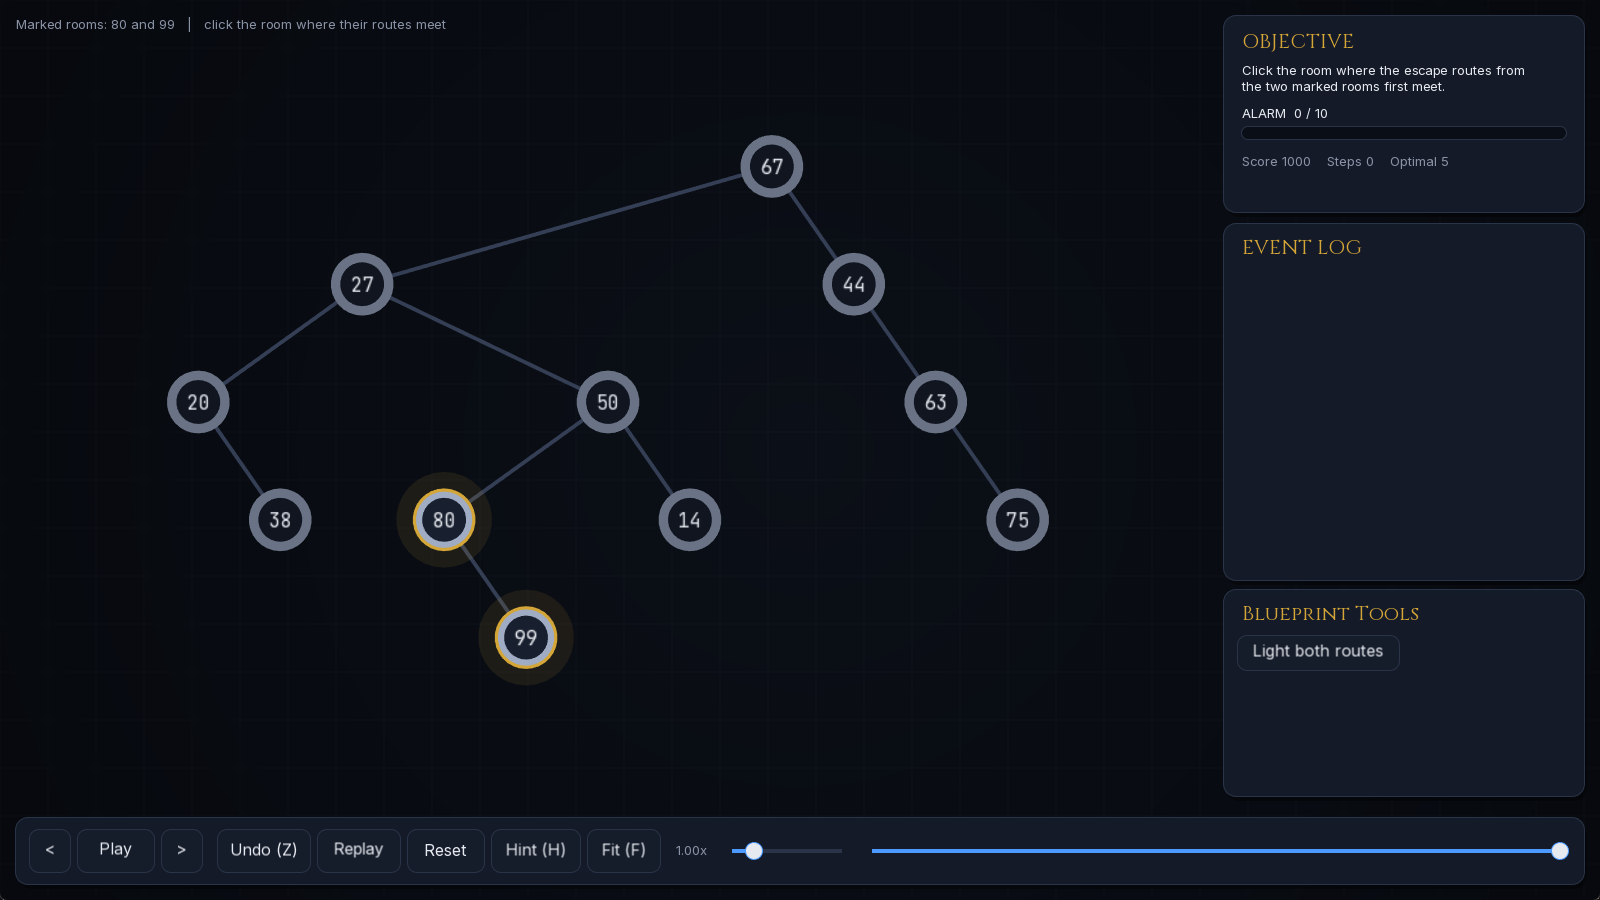 Marked rooms: 80 and 99 | click the room where their routes meet
OBJECTIVE
Click the room where the escape routes from
the two marked rooms first meet.
ALARM 0 / 10
Score 1000 Steps 0 Optimal 5
EVENT LOG
67
27
44
20
50
63
38
80
14
75
99
Blueprint Tools
Light both routes
< Play > Undo (Z) Replay Reset Hint (H) Fit (F) 1.00x